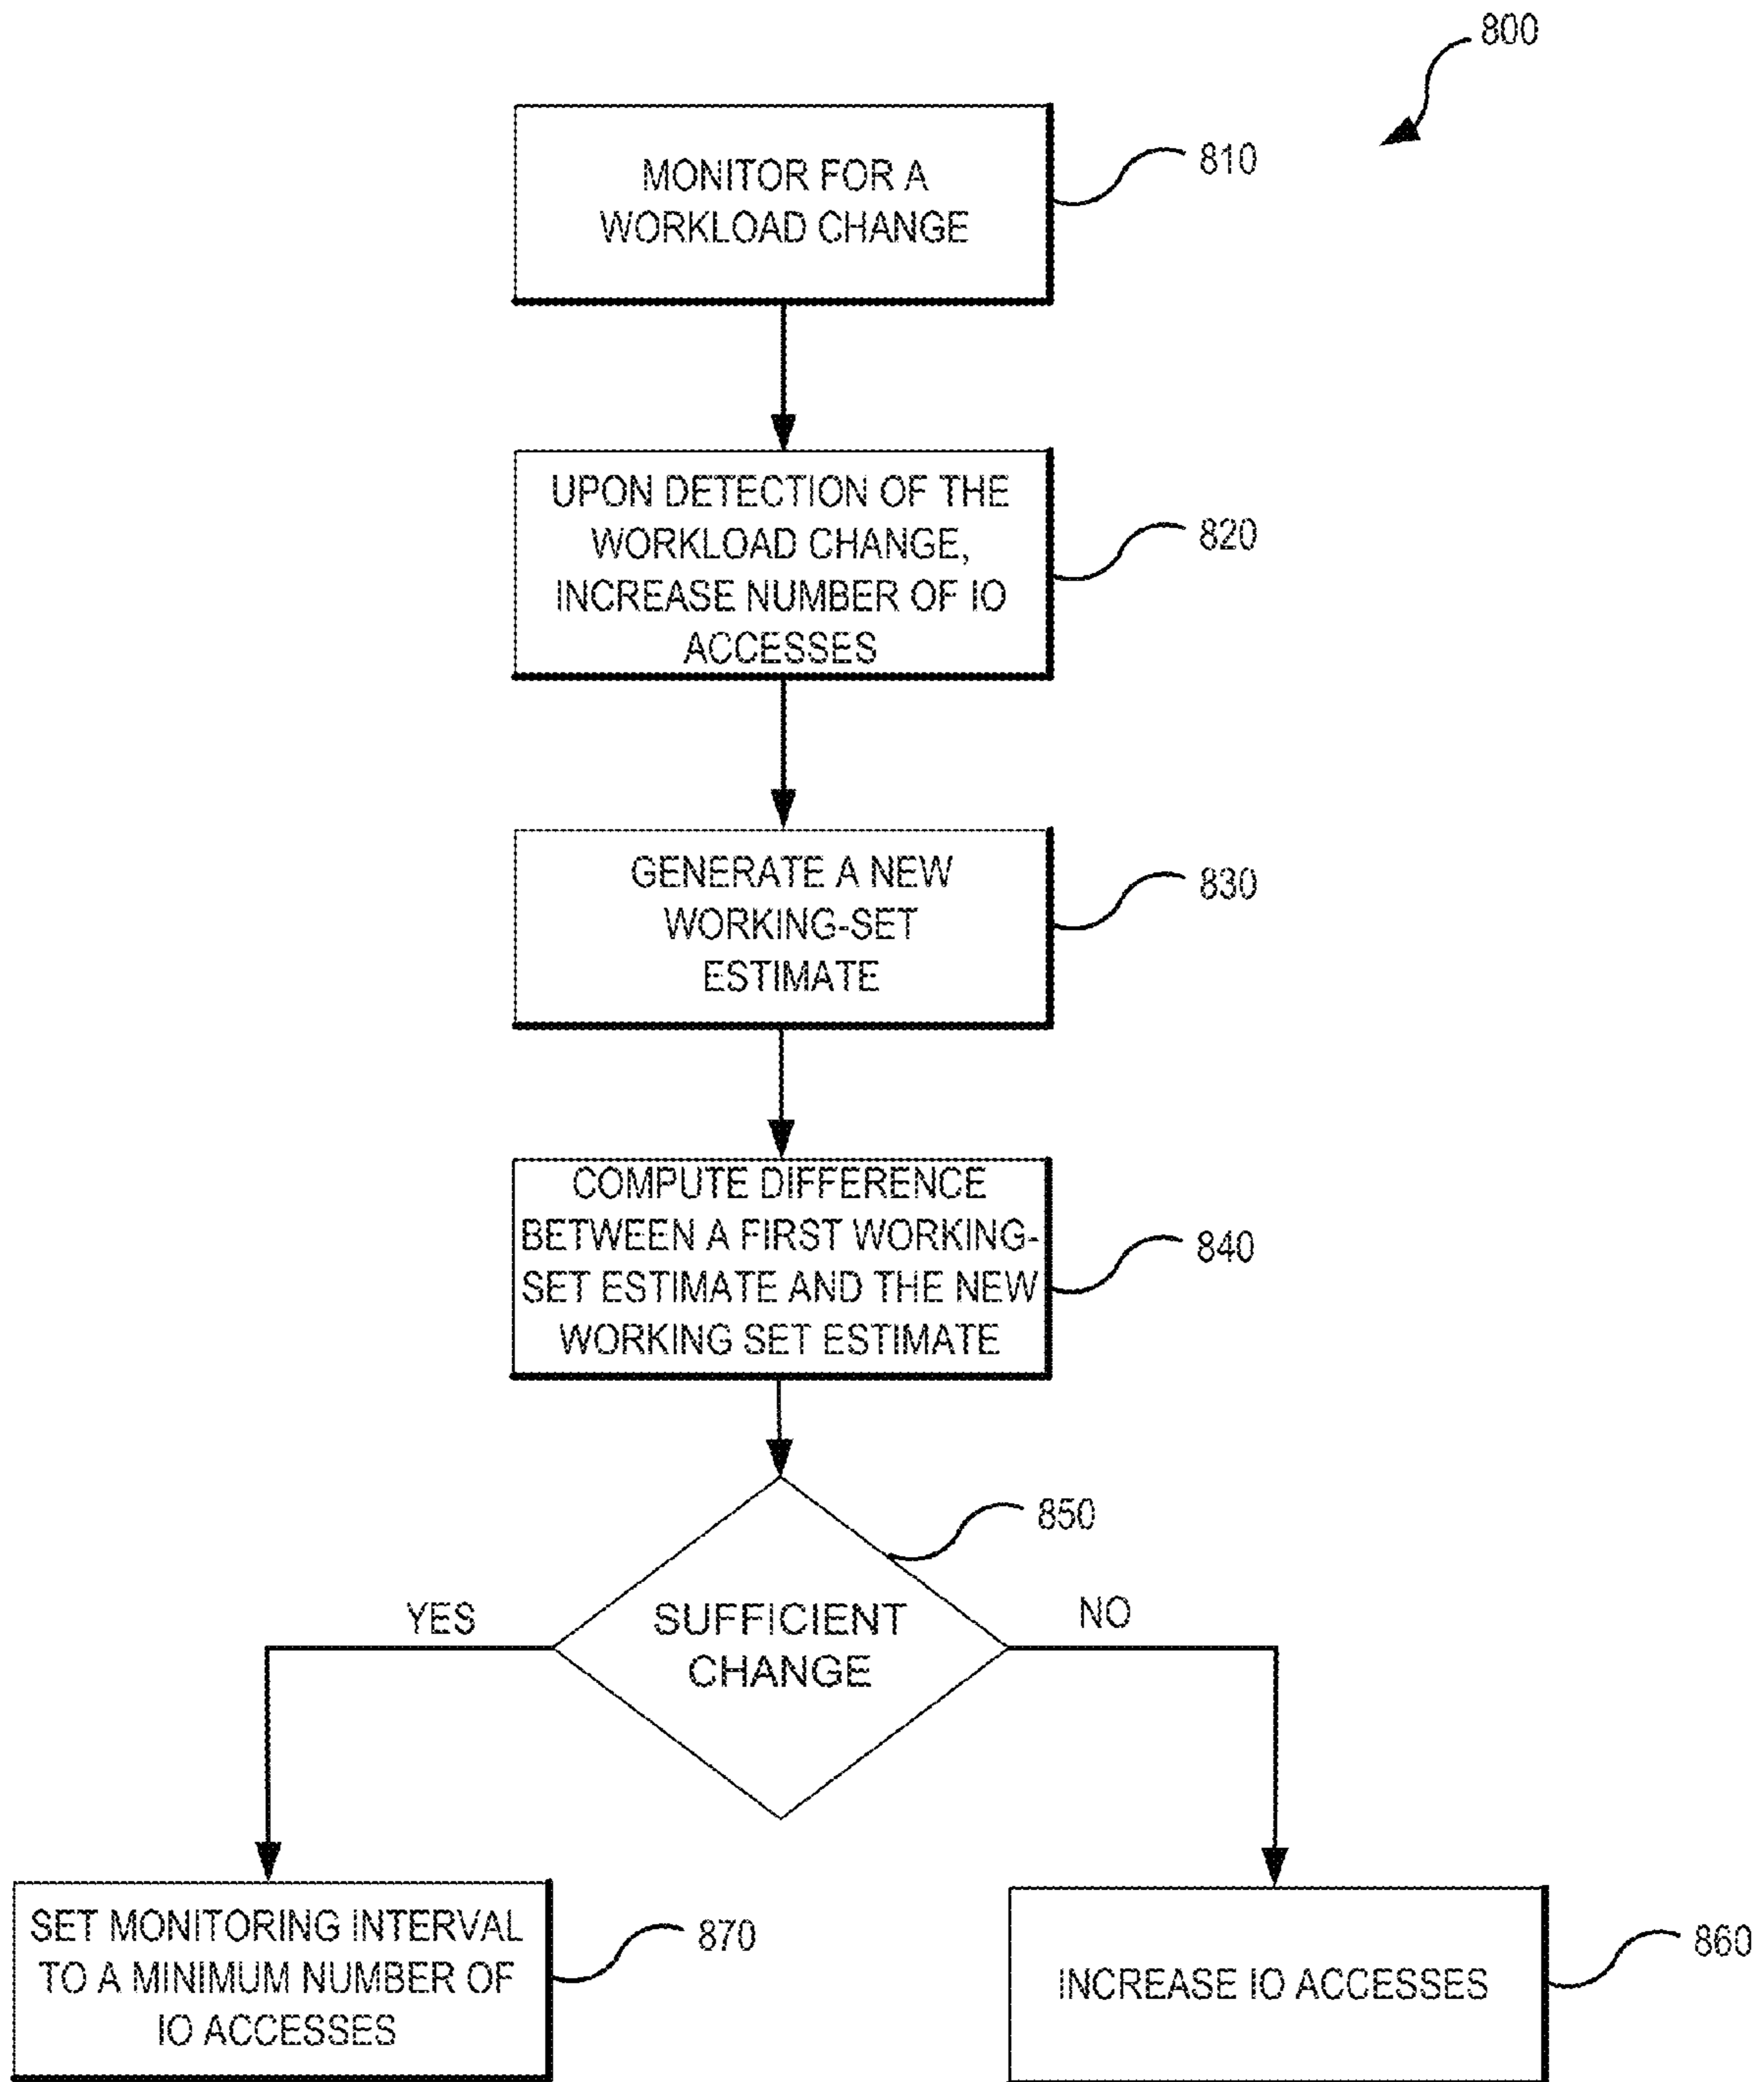 800
MONITOR FOR A
WORKLOAD CHANGE
810
UPON DETECTION OF THE
WORKLOAD CHANGE,
INCREASE NUMBER OF IO
ACCESSES
820
GENERATE A NEW
WORKING-SET
ESTIMATE
830
COMPUTE DIFFERENCE
BETWEEN A FIRST WORKING-
SET ESTIMATE AND THE NEW
WORKING SET ESTIMATE
840
850
SUFFICIENT
CHANGE
YES
NO
SET MONITORING INTERVAL
TO A MINIMUM NUMBER OF
IO ACCESSES
870
INCREASE IO ACCESSES
860